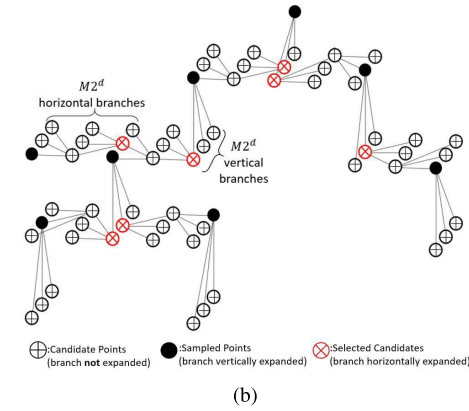 M2^d
horizontal branches
M2^d
vertical
branches
:Candidate Points
(branch not expanded)
:Sampled Points
(branch vertically expanded)
:Selected Candidates
(branch horizontally expanded)
(b)